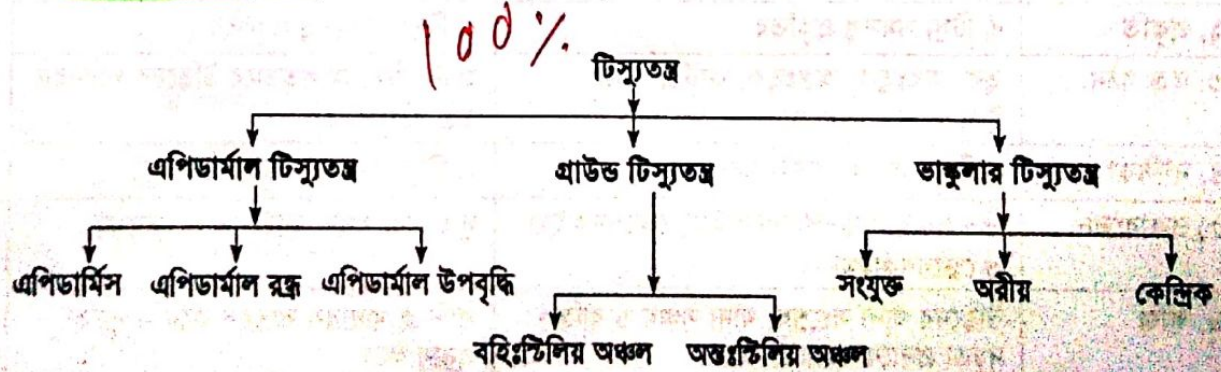 100%
টিস্যুতন্ত্র
এপিডার্মাল টিস্যুতন্ত্র গ্রাউন্ড টিস্যুতন্ত্র ভাস্কুলার টিস্যুতন্ত্র
এপিডার্মিস এপিডার্মাল রন্ধ্র এপিডার্মাল উপবৃদ্ধি সংযুক্ত অরীয় কেন্দ্রিক
বহিঃস্টিলিয় অঞ্চল অন্তঃস্টিলিয় অঞ্চল